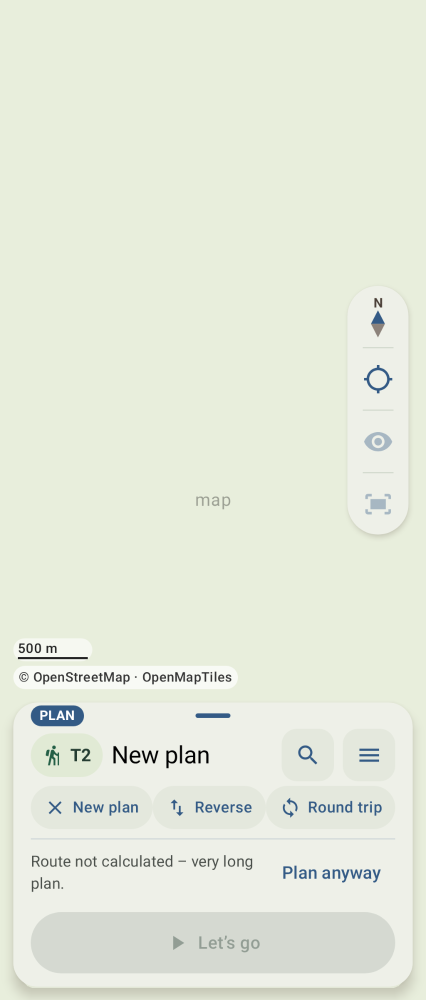 N
map
500 m
© OpenStreetMap · OpenMapTiles
PLAN
T2 New plan
New plan Reverse Round trip
Route not calculated – very long
plan.
Plan anyway
Let’s go